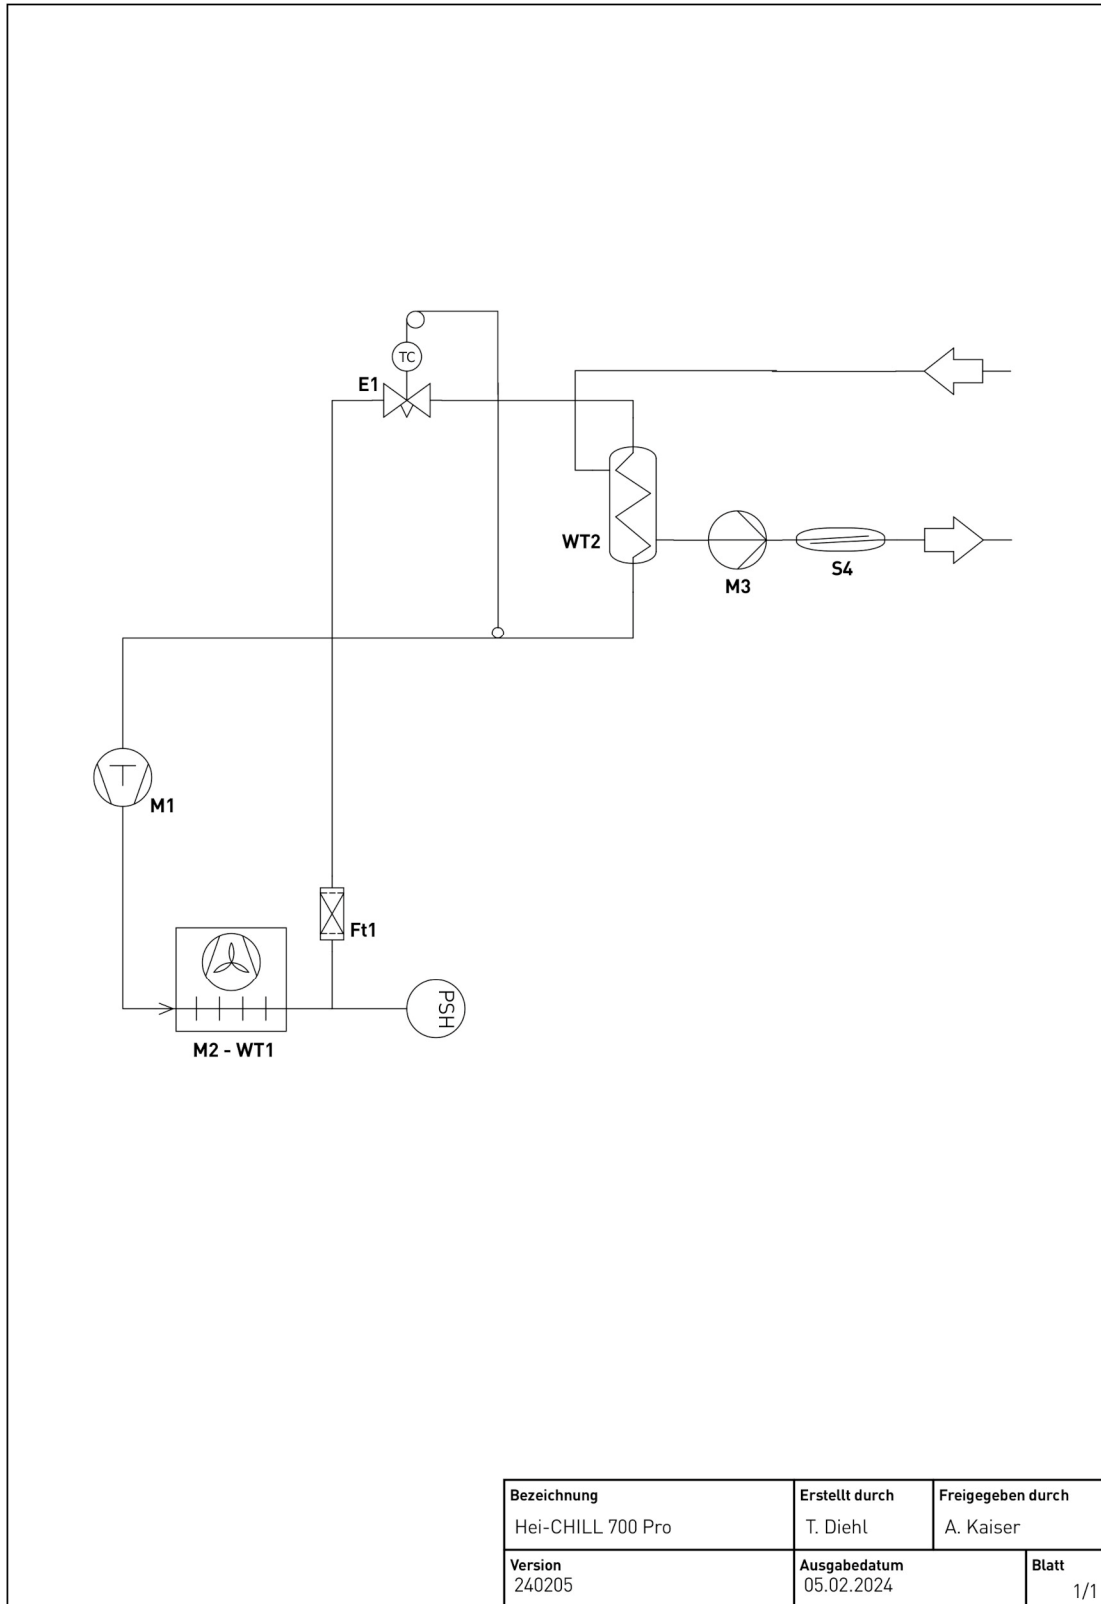 TC
E1
WT2
M3
S4
M1
Ft1
PSH
M2 - WT1
Bezeichnung
Hei-CHILL 700 Pro
Erstellt durch
T. Diehl
Freigegeben durch
A. Kaiser
Version
240205
Ausgabedatum
05.02.2024
Blatt
1/1